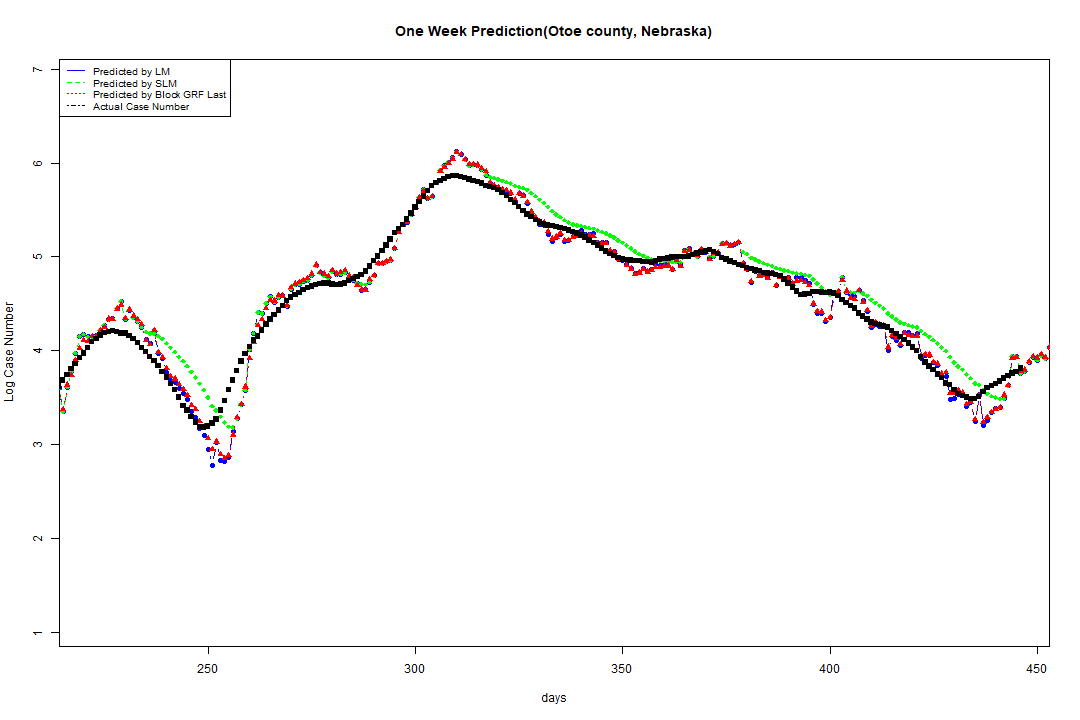 One Week Prediction(Otoe county, Nebraska)
Predicted by LM
Predicted by SLM
Predicted by Block GRF Last
Actual Case Number
7
6
5
4
3
2
1
Log Case Number
250 300 350 400 450
days